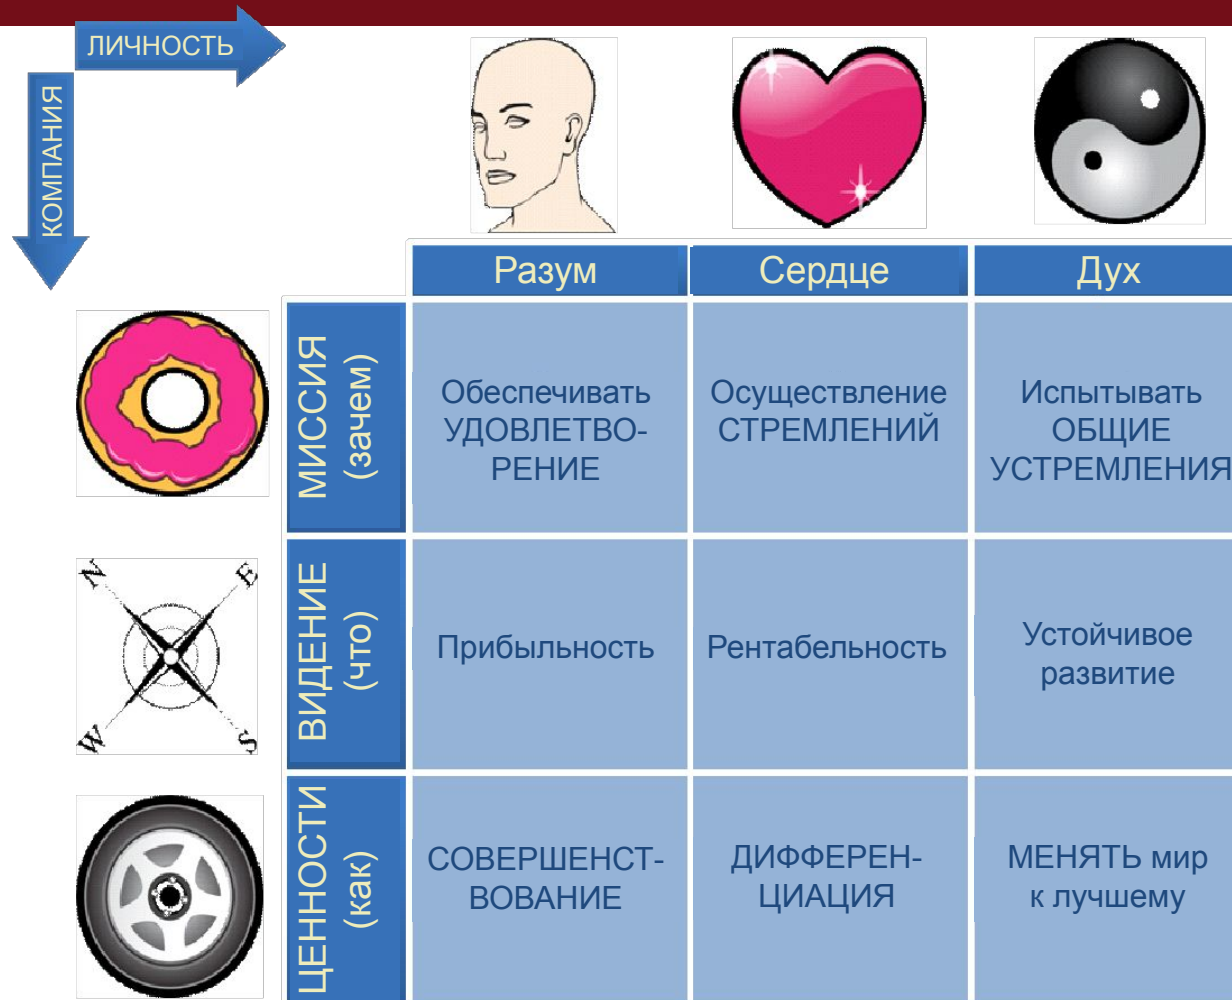 ЛИЧНОСТЬ
КОМПАНИЯ
Разум
Сердце
Дух
МИССИЯ
(зачем)
Обеспечивать
УДОВЛЕТВО-
РЕНИЕ
Осуществление
СТРЕМЛЕНИЙ
Испытывать
ОБЩИЕ
УСТРЕМЛЕНИЯ
N
E
W
S
ВИДЕНИЕ
(что)
Прибыльность
Рентабельность
Устойчивое
развитие
ЦЕННОСТИ
(как)
СОВЕРШЕНСТ-
ВОВАНИЕ
ДИФФЕРЕН-
ЦИАЦИЯ
МЕНЯТЬ мир
к лучшему